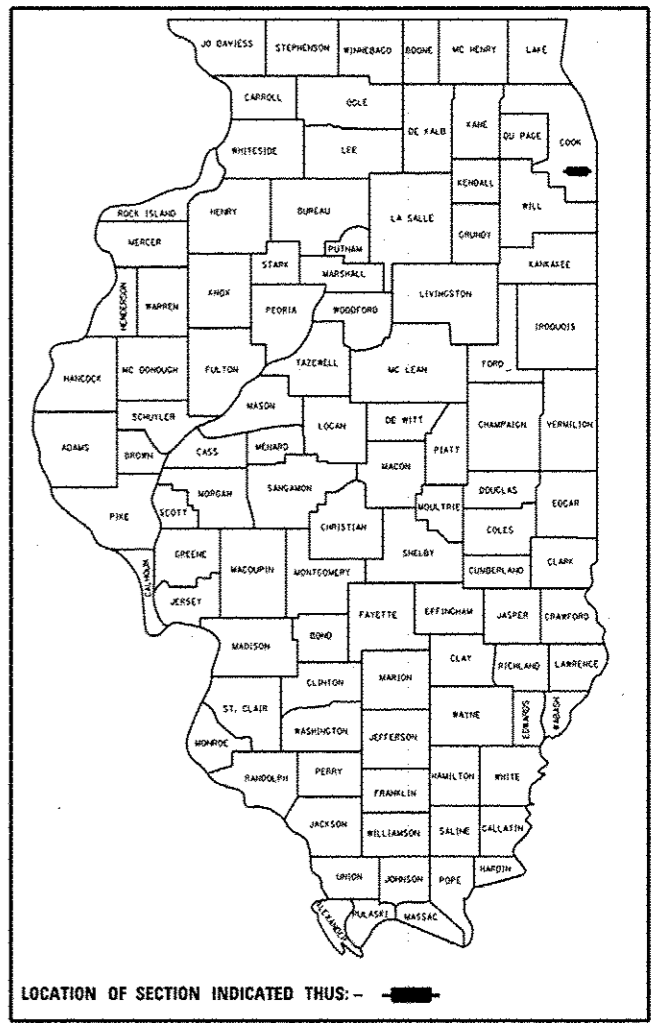 JO DAVIESS STEPHENSON WINNEBAGO BOONE MC HENRY LAKE
CARROLL OGLE DE KALB KANE DU PAGE COOK
WHITESIDE LEE
KENDALL
ROCK ISLAND HENRY BUREAU LA SALLE WILL
MERCER PUTNAM GRUNDY
STARK MARSHALL KANKAKEE
HENDERSON WARREN KNOX PEORIA WOODFORD LIVINGSTON IROQUOIS
HANCOCK MC DONOUGH FULTON TAZEWELL MC LEAN FORD
MASON
SCHUYLER LOGAN DE WITT CHAMPAIGN VERMILION
ADAMS BROWN CASS MENARD MACON PIATT
PIKE SCOTT MORGAN SANGAMON MOULTRIE DOUGLAS EDGAR
CHRISTIAN COLES
CALHOUN GREENE MACOUPIN MONTGOMERY SHELBY CUMBERLAND CLARK
JERSEY FAYETTE EFFINGHAM JASPER CRAWFORD
MADISON BOND CLAY RICHLAND LAWRENCE
CLINTON MARION
ST. CLAIR WAYNE EDWARDS WABASH
MONROE WASHINGTON JEFFERSON
RANDOLPH PERRY HAMILTON WHITE
FRANKLIN
JACKSON WILLIAMSON SALINE GALLATIN
UNION JOHNSON POPE HARDIN
ALEXANDER PULASKI MASSAC
LOCATION OF SECTION INDICATED THUS: –